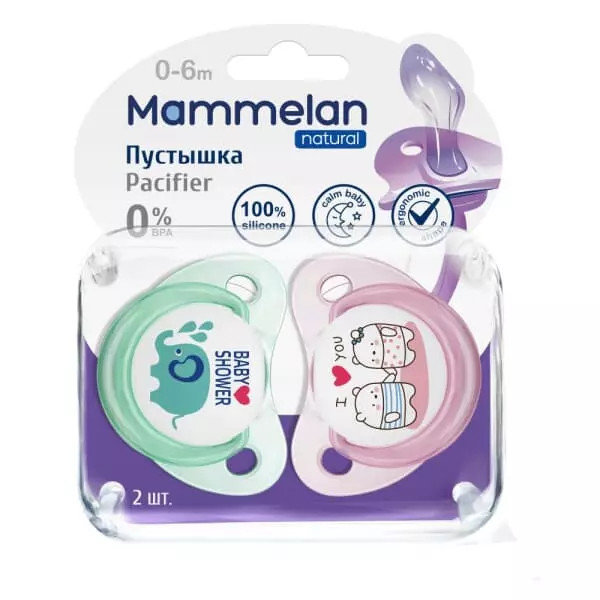 0-6m
Mammelan
natural
Пустышка
Pacifier
0%
BPA
100%
silicone
calm baby
ergonomic
shape
BABY
SHOWER
I ❤ YOU
2 шт.